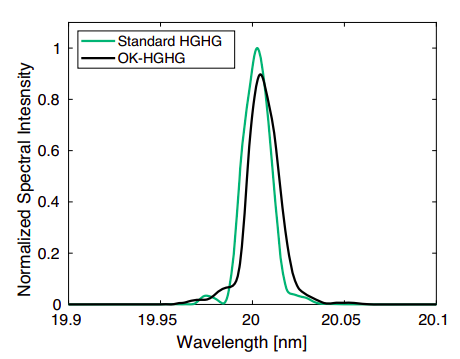 Standard HGHG
OK-HGHG
Normalized Spectral Intesnsity
1
0.8
0.6
0.4
0.2
0
19.9
19.95
20
20.05
20.1
Wavelength [nm]